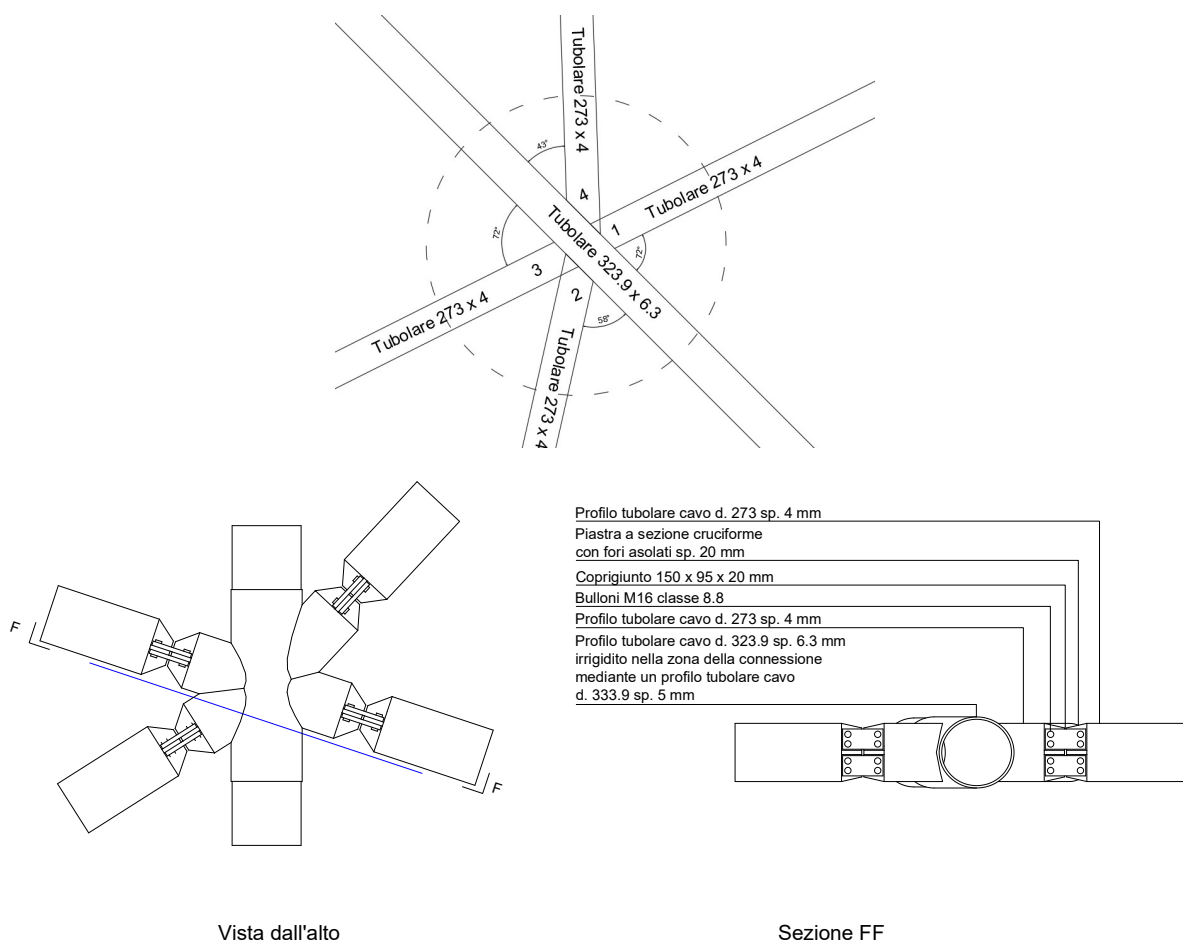 Tubolare 273 x 4
43°
4
Tubolare 273 x 4
1
72°
Tubolare 323.9 x 6.3
72°
3
2
Tubolare 273 x 4
58°
Tubolare 273 x 4
Profilo tubolare cavo d. 273 sp. 4 mm
Piastra a sezione cruciforme
con fori asolati sp. 20 mm
Coprigiunto 150 x 95 x 20 mm
Bulloni M16 classe 8.8
Profilo tubolare cavo d. 273 sp. 4 mm
Profilo tubolare cavo d. 323.9 sp. 6.3 mm
irrigidito nella zona della connessione
mediante un profilo tubolare cavo
d. 333.9 sp. 5 mm
F
F
Vista dall'alto
Sezione FF